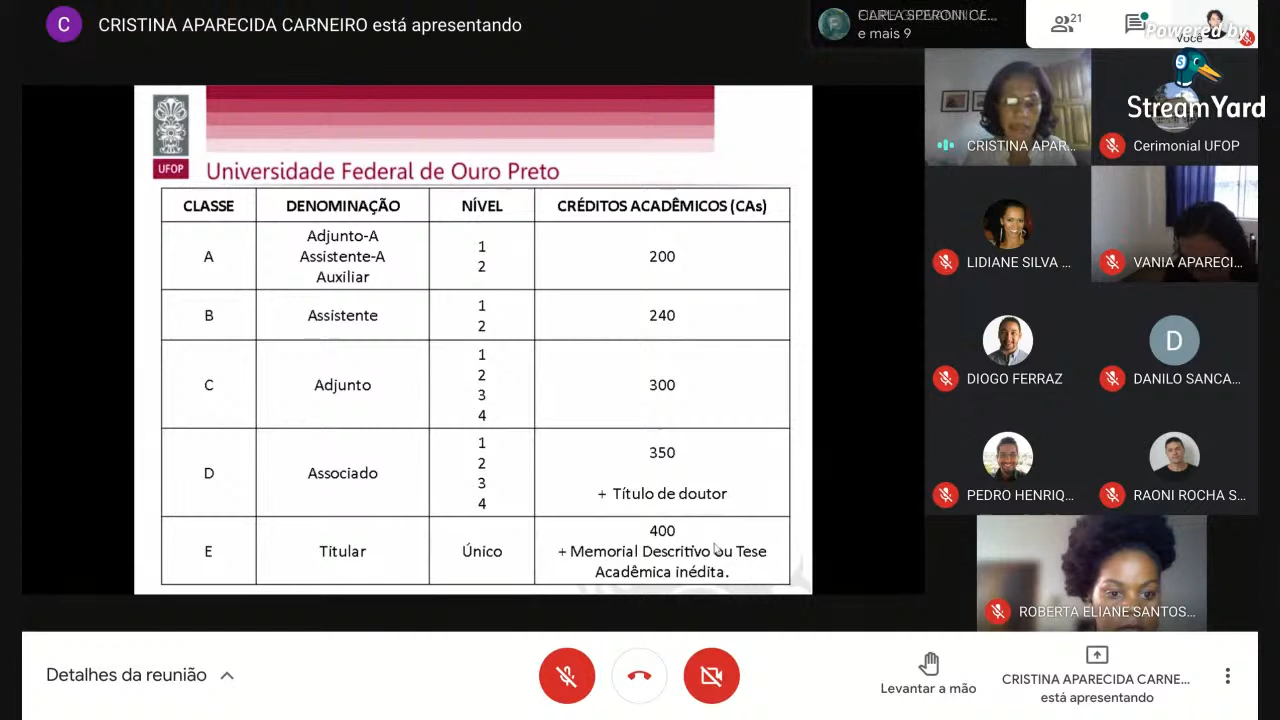 C CRISTINA APARECIDA CARNEIRO está apresentando
e mais 9
21
Você
Powered by
StreamYard
UFOP
Universidade Federal de Ouro Preto
CLASSE DENOMINAÇÃO NÍVEL CRÉDITOS ACADÊMICOS (CAs)
A
Adjunto-A
Assistente-A
Auxiliar
1
2
200
B
Assistente
1
2
240
C
Adjunto
1
2
3
4
300
D
Associado
1
2
3
4
350
+ Título de doutor
E
Titular
Único
400
+ Memorial Descritivo ou Tese
Acadêmica inédita.
CRISTINA APAR...
Cerimonial UFOP
LIDIANE SILVA ...
VANIA APARECI...
DIOGO FERRAZ
D
DANILO SANCA...
PEDRO HENRIQ...
RAONI ROCHA S...
ROBERTA ELIANE SANTOS...
Detalhes da reunião
Levantar a mão
CRISTINA APARECIDA CARNE...
está apresentando